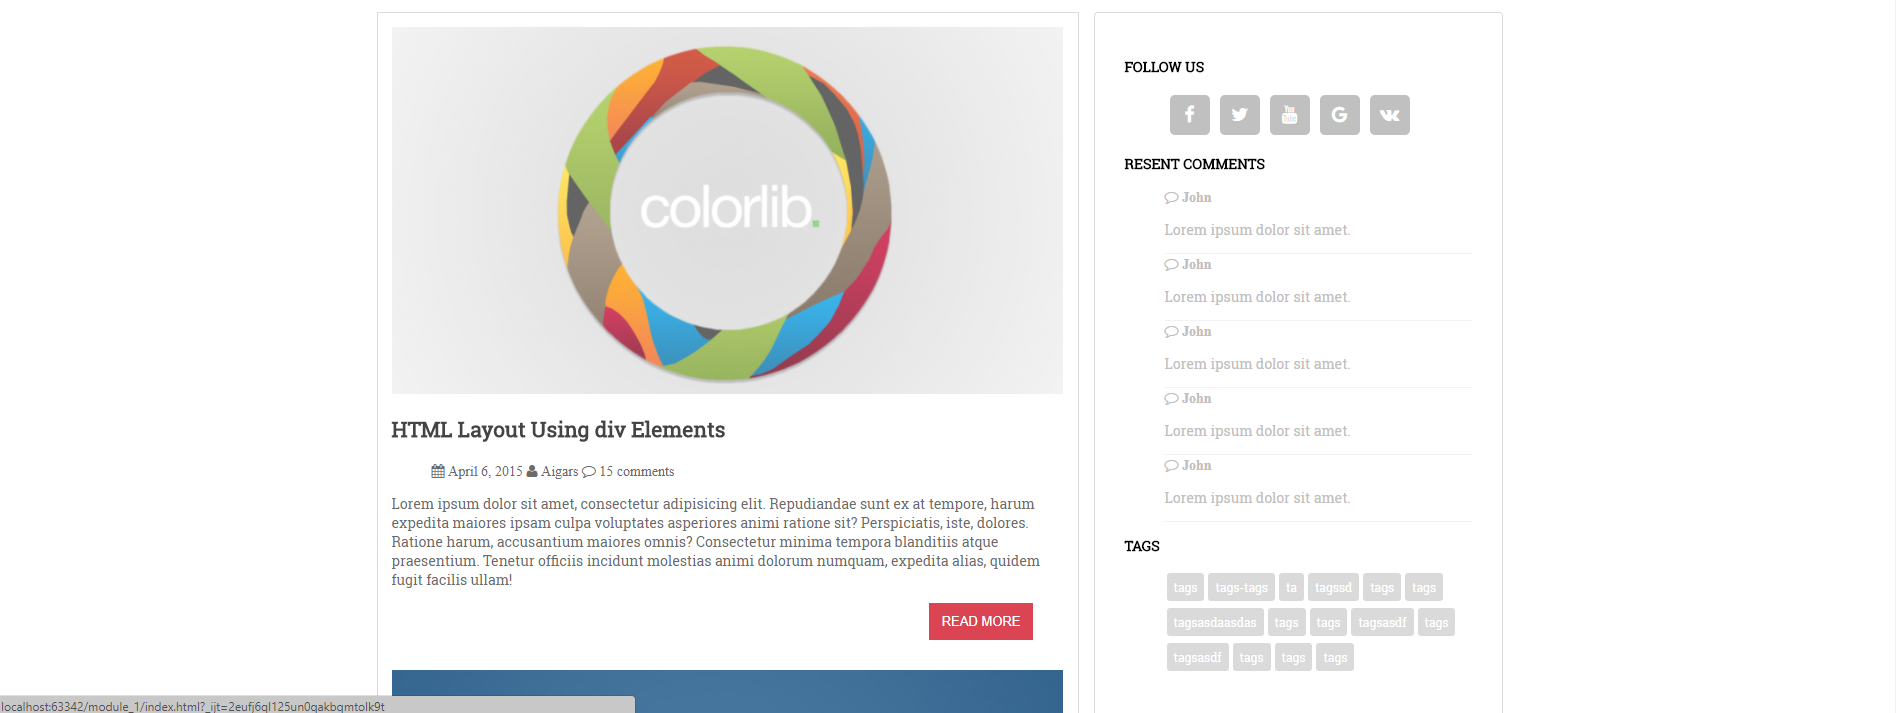 colorlib.
HTML Layout Using div Elements
April 6, 2015 Aigars 15 comments
Lorem ipsum dolor sit amet, consectetur adipisicing elit. Repudiandae sunt ex at tempore, harum
expedita maiores ipsam culpa voluptates asperiores animi ratione sit? Perspiciatis, iste, dolores.
Ratione harum, accusantium maiores omnis? Consectetur minima tempora blanditiis atque
praesentium. Tenetur officiis incidunt molestias animi dolorum numquam, expedita alias, quidem
fugit facilis ullam!
READ MORE
FOLLOW US
RESENT COMMENTS
John
Lorem ipsum dolor sit amet.
John
Lorem ipsum dolor sit amet.
John
Lorem ipsum dolor sit amet.
John
Lorem ipsum dolor sit amet.
John
Lorem ipsum dolor sit amet.
TAGS
tags tags-tags ta tagssd tags tags
tagsasdaasdas tags tags tagsasdf tags
tagsasdf tags tags tags
localhost:63342/module_1/index.html?_ijt=2eufj6ql125un0qakbqmtolk9t